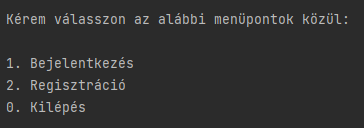 Kérem válasszon az alábbi menüpontok közül:
1. Bejelentkezés
2. Regisztráció
0. Kilépés